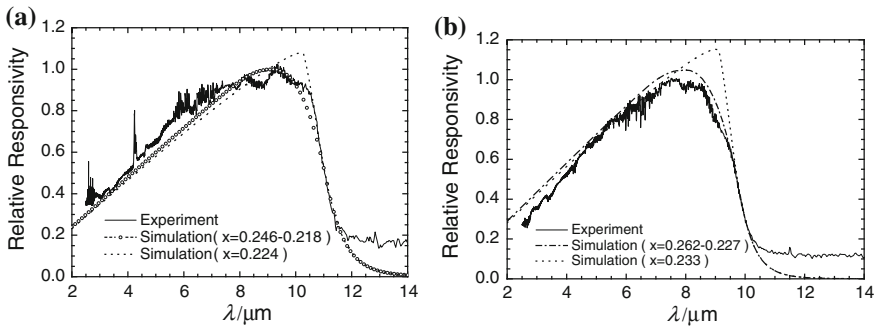 (a)
1.2
1.0
0.8
0.6
0.4
0.2
0.0
Relative Responsivity
Experiment
Simulation( x=0.246-0.218 )
Simulation ( x=0.224 )
2 4 6 8 10 12 14
λ/μm
(b)
1.2
1.0
0.8
0.6
0.4
0.2
0.0
Relative Responsivity
Experiment
Simulation ( x=0.262-0.227 )
Simulation ( x=0.233 )
2 4 6 8 10 12 14
λ/μm